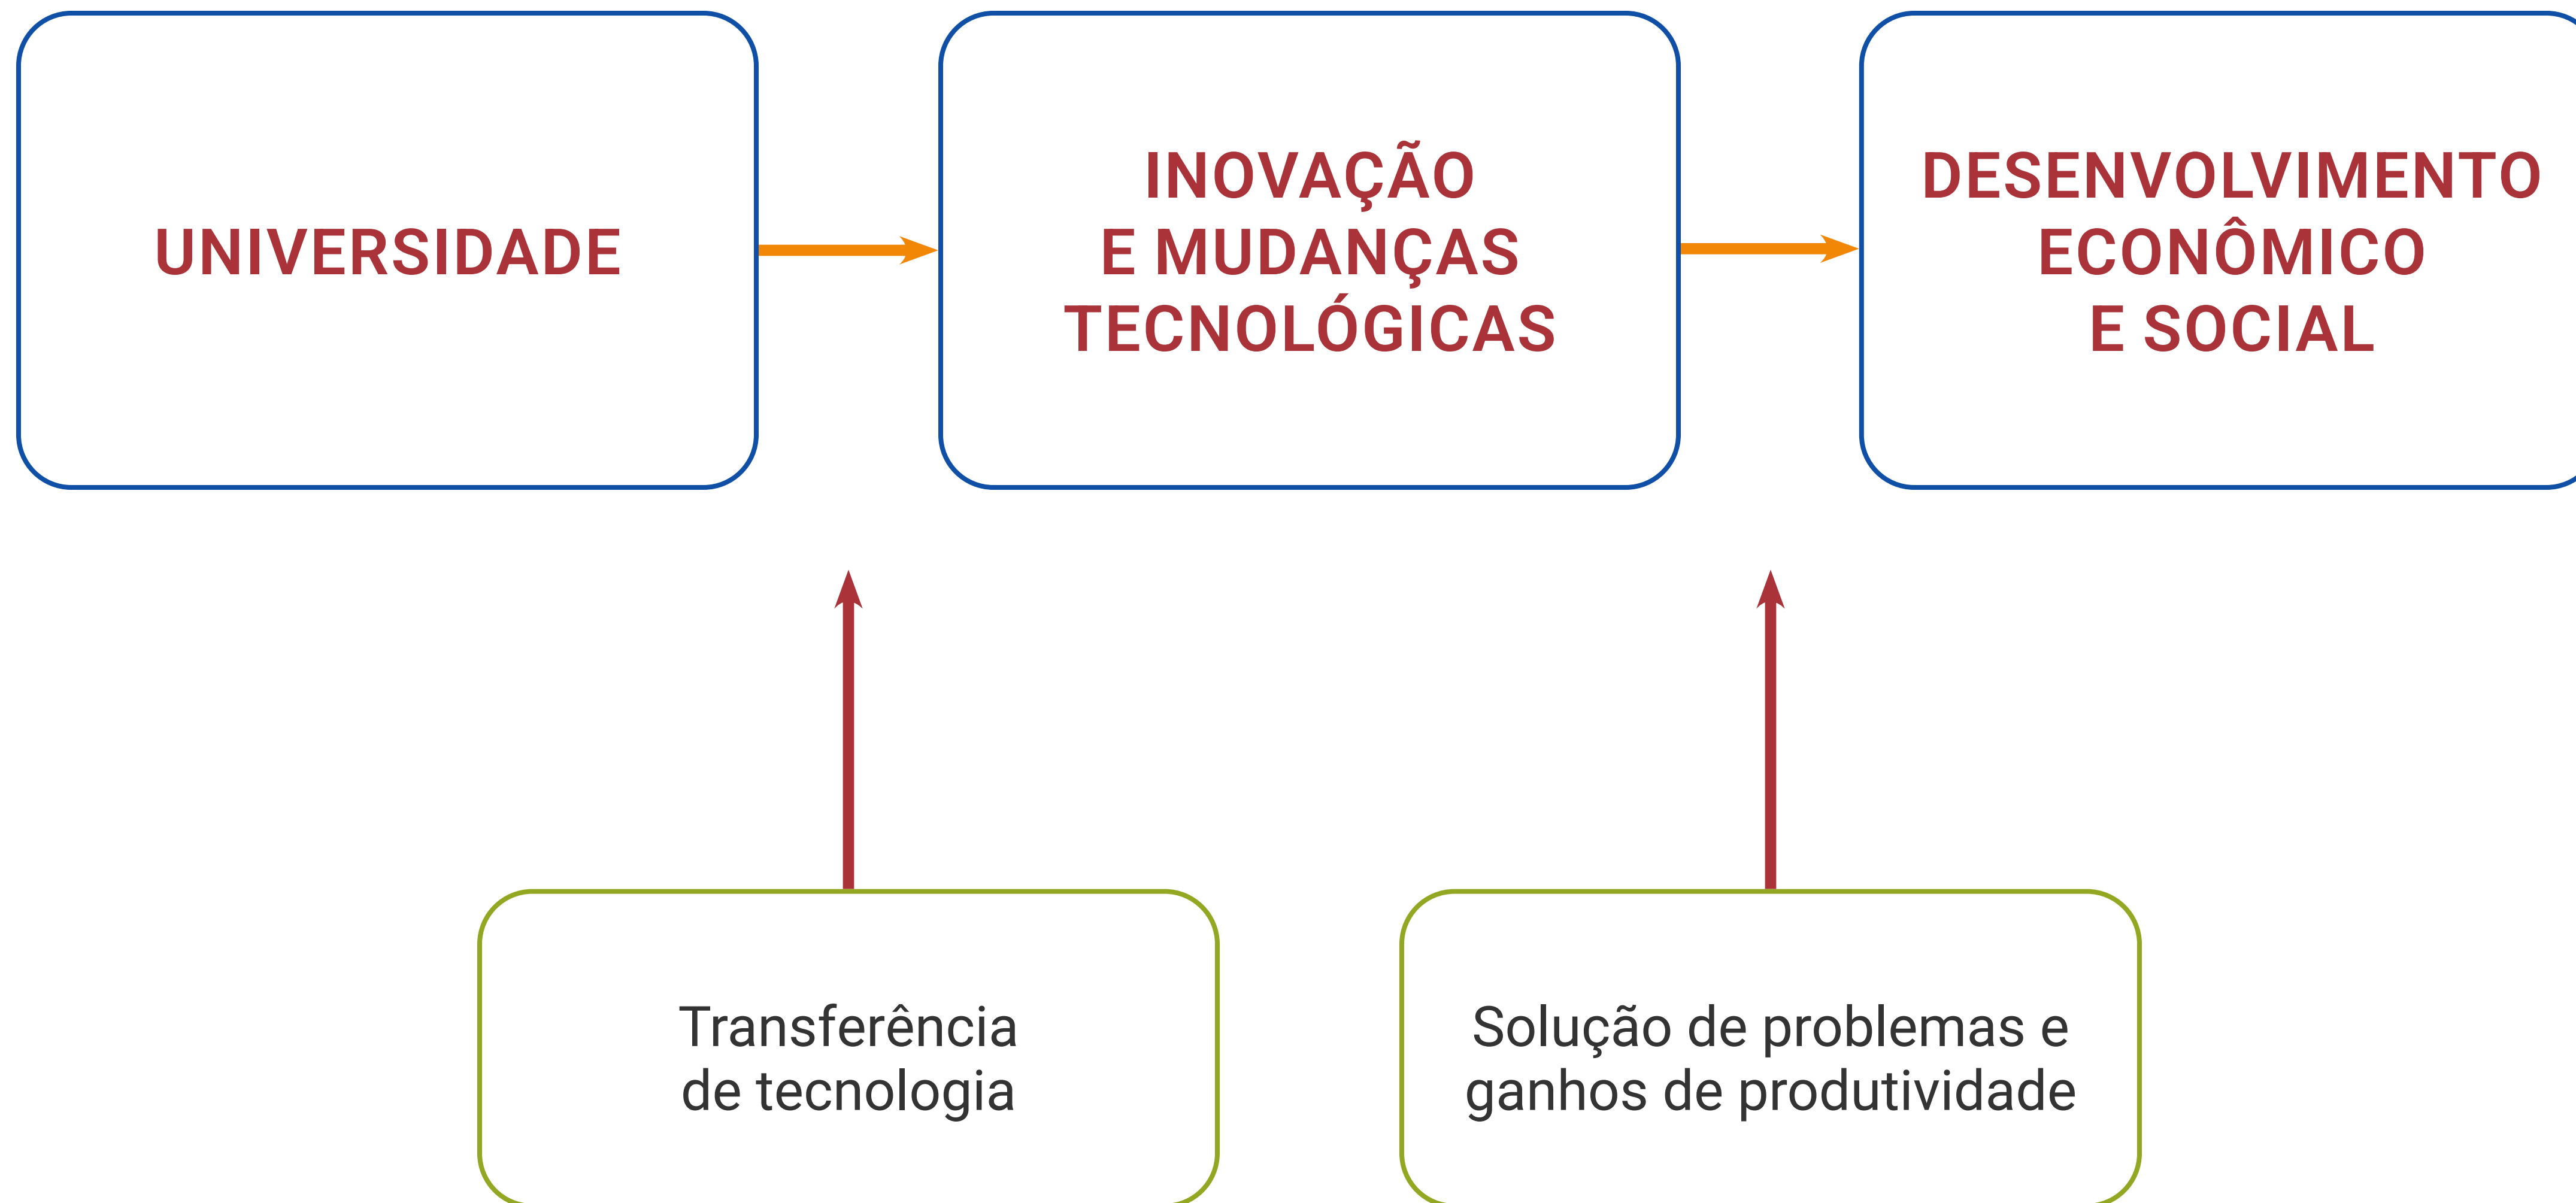 UNIVERSIDADE
INOVAÇÃO
E MUDANÇAS
TECNOLÓGICAS
DESENVOLVIMENTO
ECONÔMICO
E SOCIAL
Transferência
de tecnologia
Solução de problemas e
ganhos de produtividade